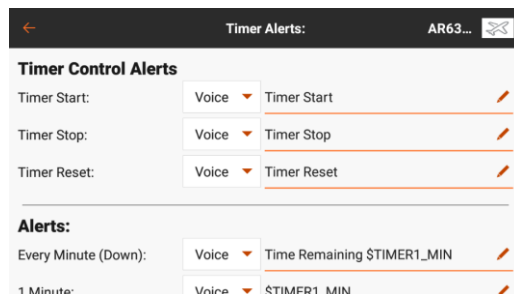 Timer Alerts: AR63...
Timer Control Alerts
Timer Start: Voice Timer Start
Timer Stop: Voice Timer Stop
Timer Reset: Voice Timer Reset
Alerts:
Every Minute (Down): Voice Time Remaining $TIMER1_MIN
1 Minute: Voice $TIMER1_MIN